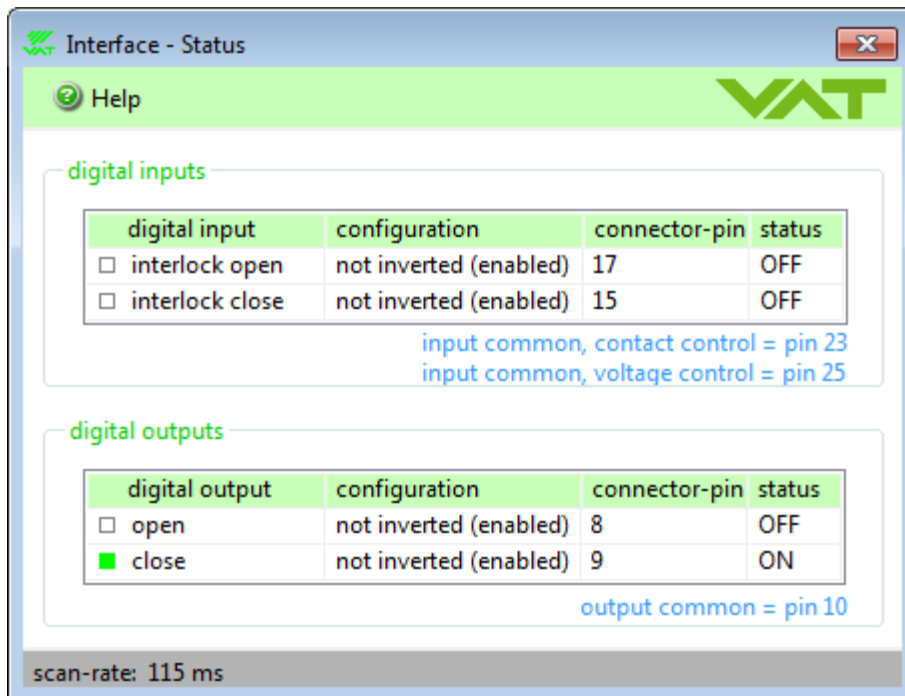 VAT Interface - Status
Help VAT
digital inputs
digital input configuration connector-pin status
interlock open not inverted (enabled) 17 OFF
interlock close not inverted (enabled) 15 OFF
input common, contact control = pin 23
input common, voltage control = pin 25
digital outputs
digital output configuration connector-pin status
open not inverted (enabled) 8 OFF
close not inverted (enabled) 9 ON
output common = pin 10
scan-rate: 115 ms